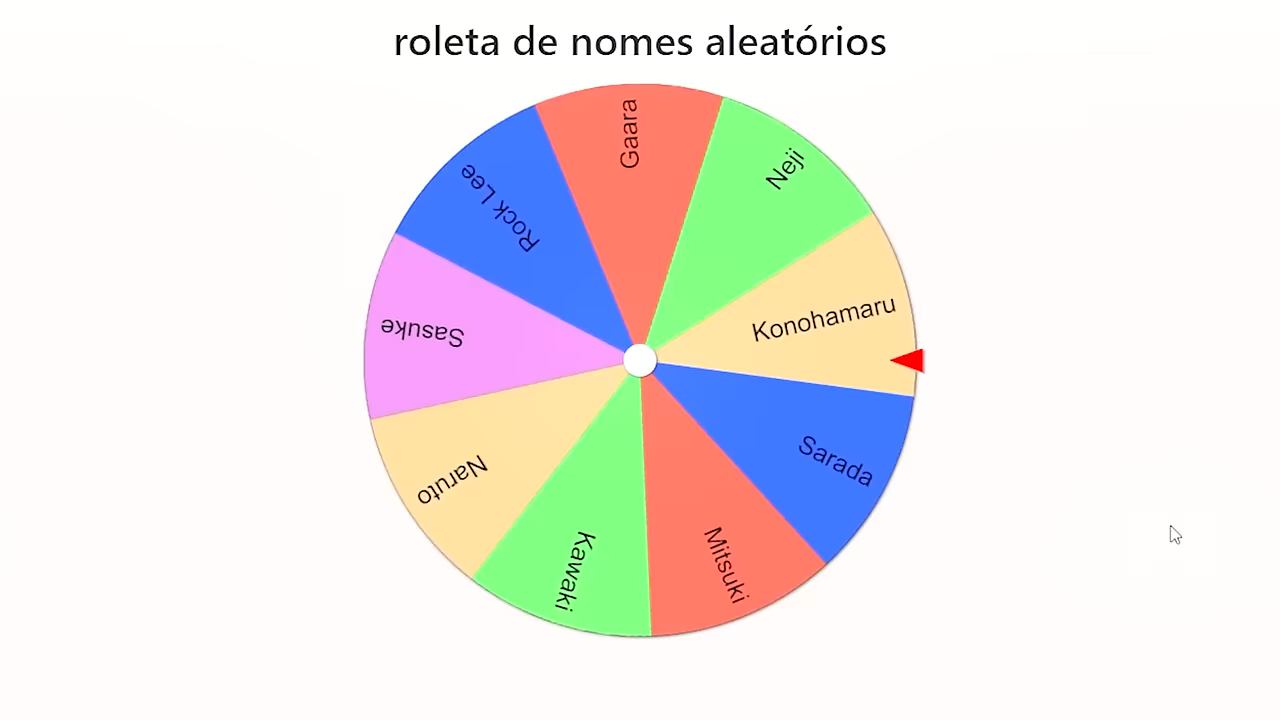 roleta de nomes aleatórios
Gaara
Neji
Konohamaru
Sarada
Mitsuki
Kawaki
Naruto
Sasuke
Rock Lee